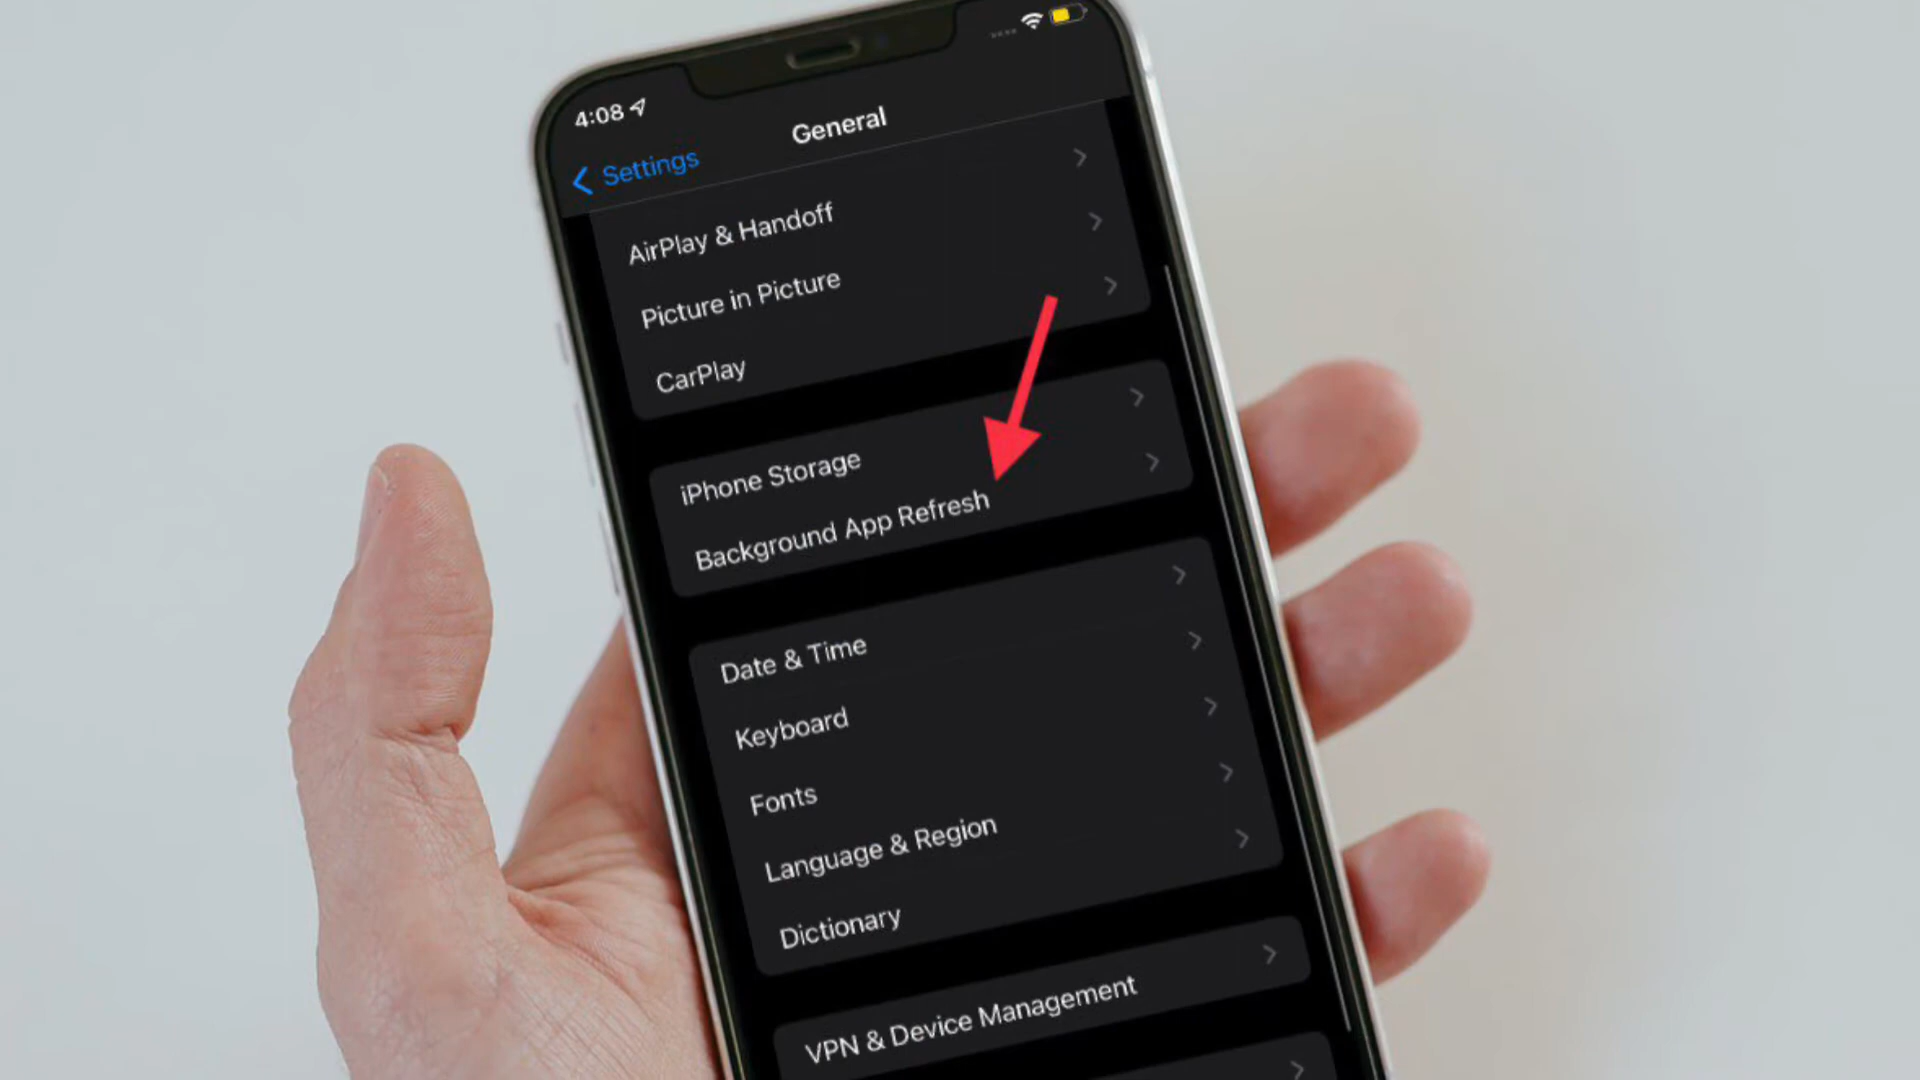 4:08
General
Settings
AirPlay & Handoff
Picture in Picture
CarPlay
iPhone Storage
Background App Refresh
Date & Time
Keyboard
Fonts
Language & Region
Dictionary
VPN & Device Management